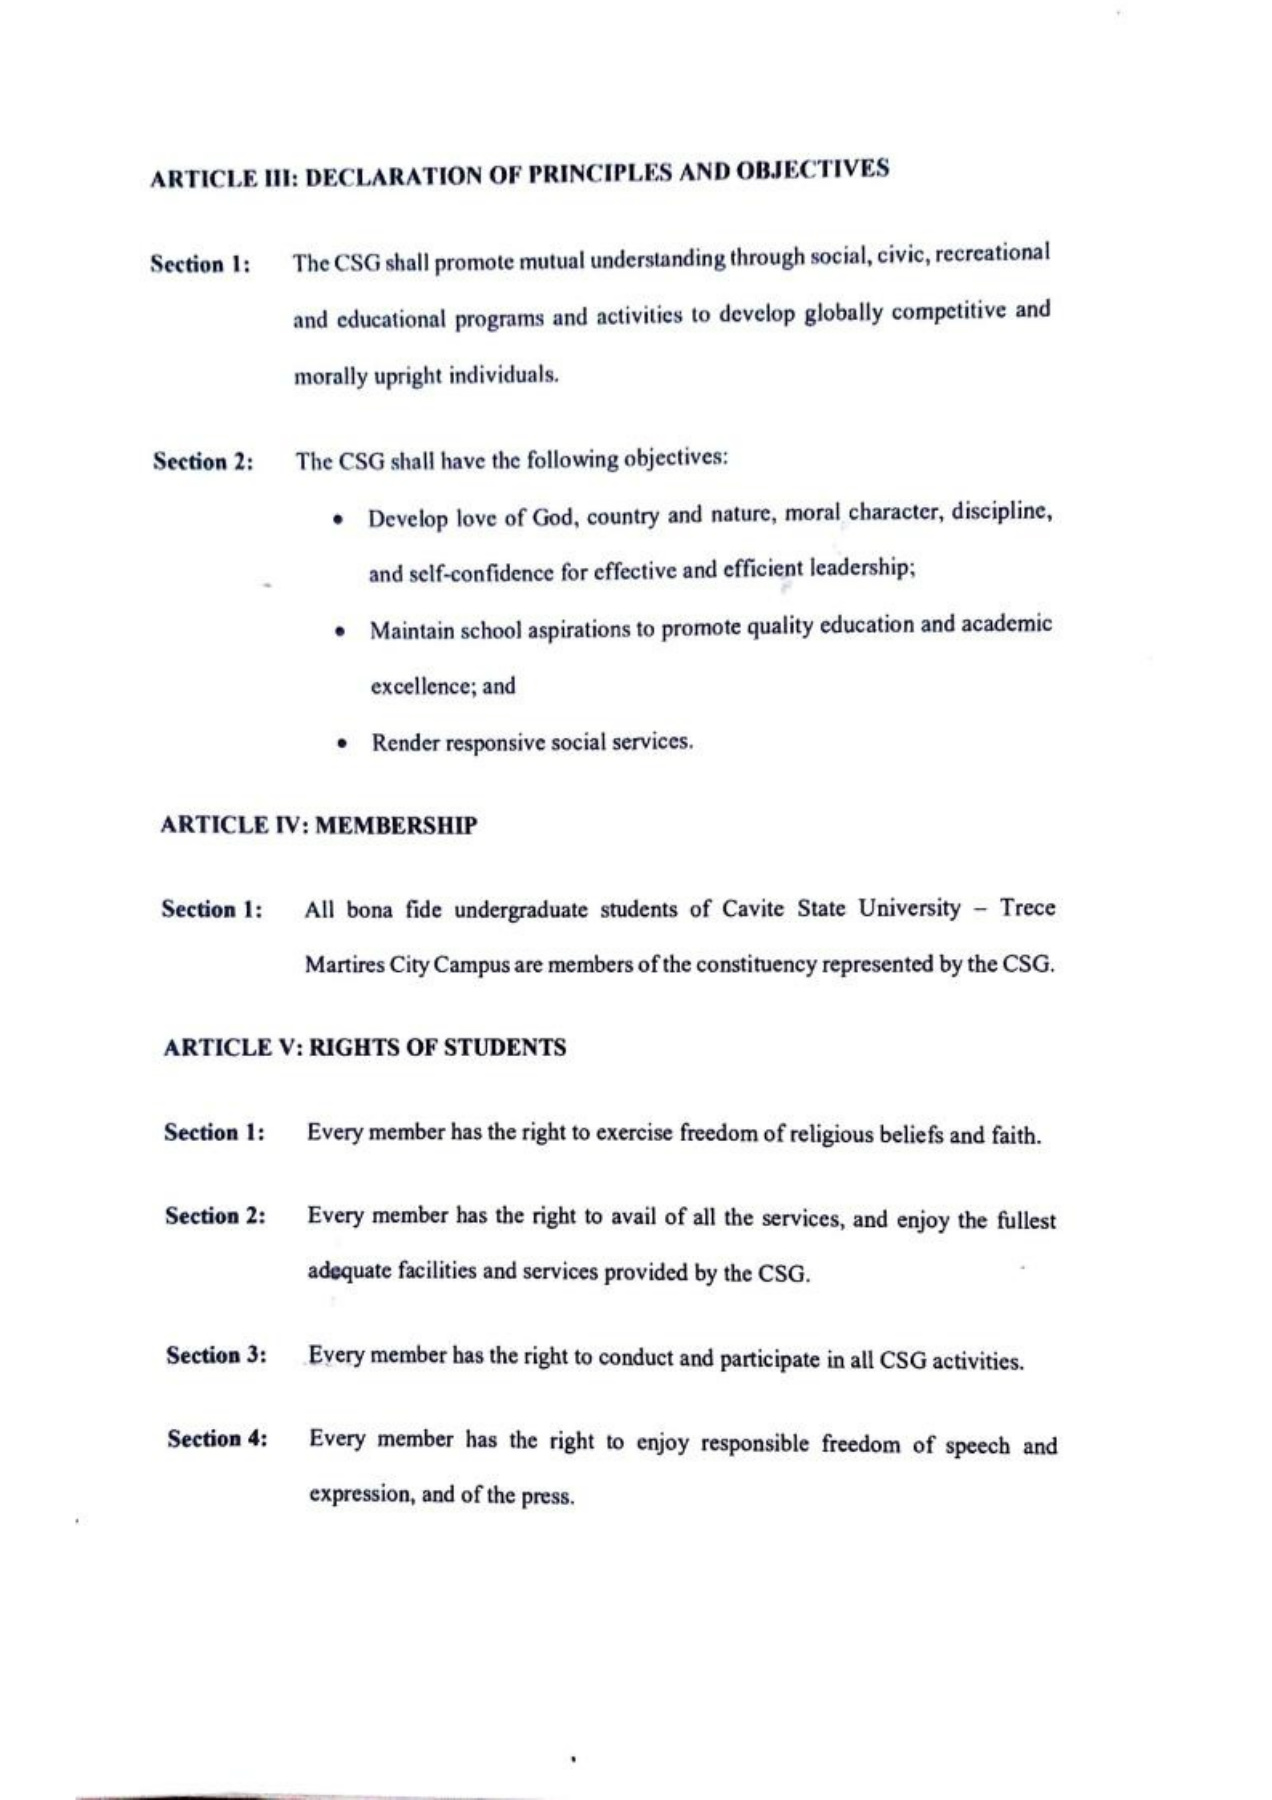 ARTICLE III: DECLARATION OF PRINCIPLES AND OBJECTIVES
Section 1: The CSG shall promote mutual understanding through social, civic, recreational
and educational programs and activities to develop globally competitive and
morally upright individuals.
Section 2: The CSG shall have the following objectives:
• Develop love of God, country and nature, moral character, discipline,
and self-confidence for effective and efficient leadership;
• Maintain school aspirations to promote quality education and academic
excellence; and
• Render responsive social services.
ARTICLE IV: MEMBERSHIP
Section 1: All bona fide undergraduate students of Cavite State University – Trece
Martires City Campus are members of the constituency represented by the CSG.
ARTICLE V: RIGHTS OF STUDENTS
Section 1: Every member has the right to exercise freedom of religious beliefs and faith.
Section 2: Every member has the right to avail of all the services, and enjoy the fullest
adequate facilities and services provided by the CSG.
Section 3: Every member has the right to conduct and participate in all CSG activities.
Section 4: Every member has the right to enjoy responsible freedom of speech and
expression, and of the press.